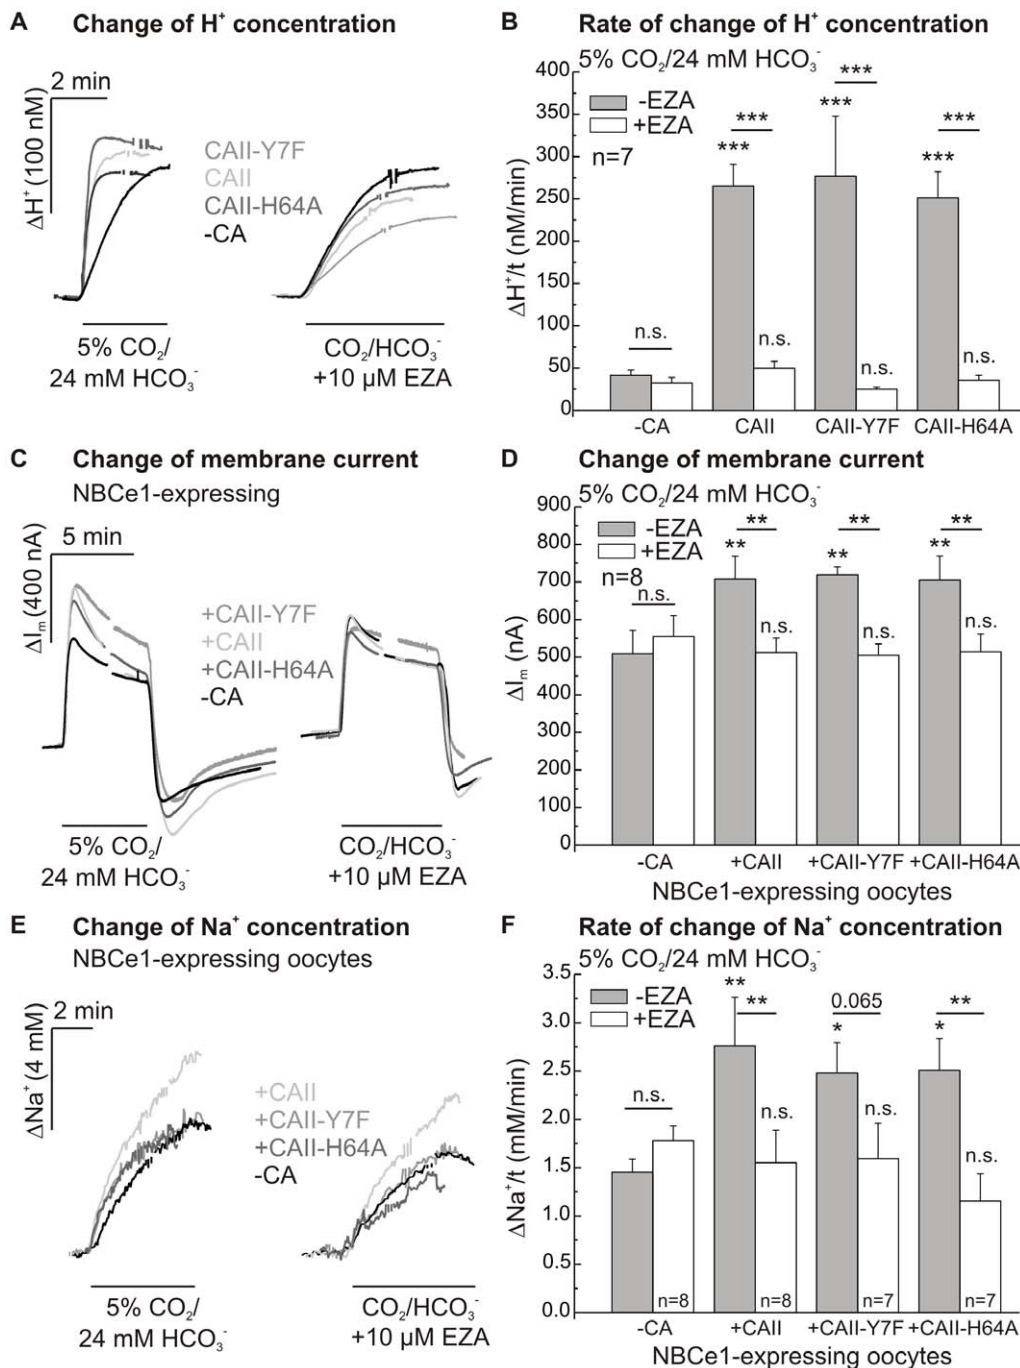 A Change of H⁺ concentration
2 min
ΔH⁺ (100 nM)
CAII-Y7F
CAII
CAII-H64A
-CA
5% CO₂/
24 mM HCO₃⁻
CO₂/HCO₃⁻
+10 µM EZA
B Rate of change of H⁺ concentration
5% CO₂/24 mM HCO₃⁻
-EZA
+EZA
n=7
ΔH⁺/t (nM/min)
400
350
300
250
200
150
100
50
0
n.s.
***
***
***
***
n.s.
***
***
n.s.
-CA CAII CAII-Y7F CAII-H64A
C Change of membrane current
NBCe1-expressing
5 min
ΔIₘ (400 nA)
+CAII-Y7F
+CAII
+CAII-H64A
-CA
5% CO₂/
24 mM HCO₃⁻
CO₂/HCO₃⁻
+10 µM EZA
D Change of membrane current
5% CO₂/24 mM HCO₃⁻
-EZA
+EZA
n=8
ΔIₘ (nA)
900
800
700
600
500
400
300
200
100
0
n.s.
**
**
n.s.
**
**
n.s.
**
**
n.s.
-CA +CAII +CAII-Y7F +CAII-H64A
NBCe1-expressing oocytes
E Change of Na⁺ concentration
NBCe1-expressing oocytes
2 min
ΔNa⁺ (4 mM)
+CAII
+CAII-Y7F
+CAII-H64A
-CA
5% CO₂/
24 mM HCO₃⁻
CO₂/HCO₃⁻
+10 µM EZA
F Rate of change of Na⁺ concentration
5% CO₂/24 mM HCO₃⁻
-EZA
+EZA
ΔNa⁺/t (mM/min)
3.5
3.0
2.5
2.0
1.5
1.0
0.5
0.0
n.s.
**
**
n.s.
0.065
*
n.s.
**
*
n.s.
n=8 n=8 n=7 n=7
-CA +CAII +CAII-Y7F +CAII-H64A
NBCe1-expressing oocytes